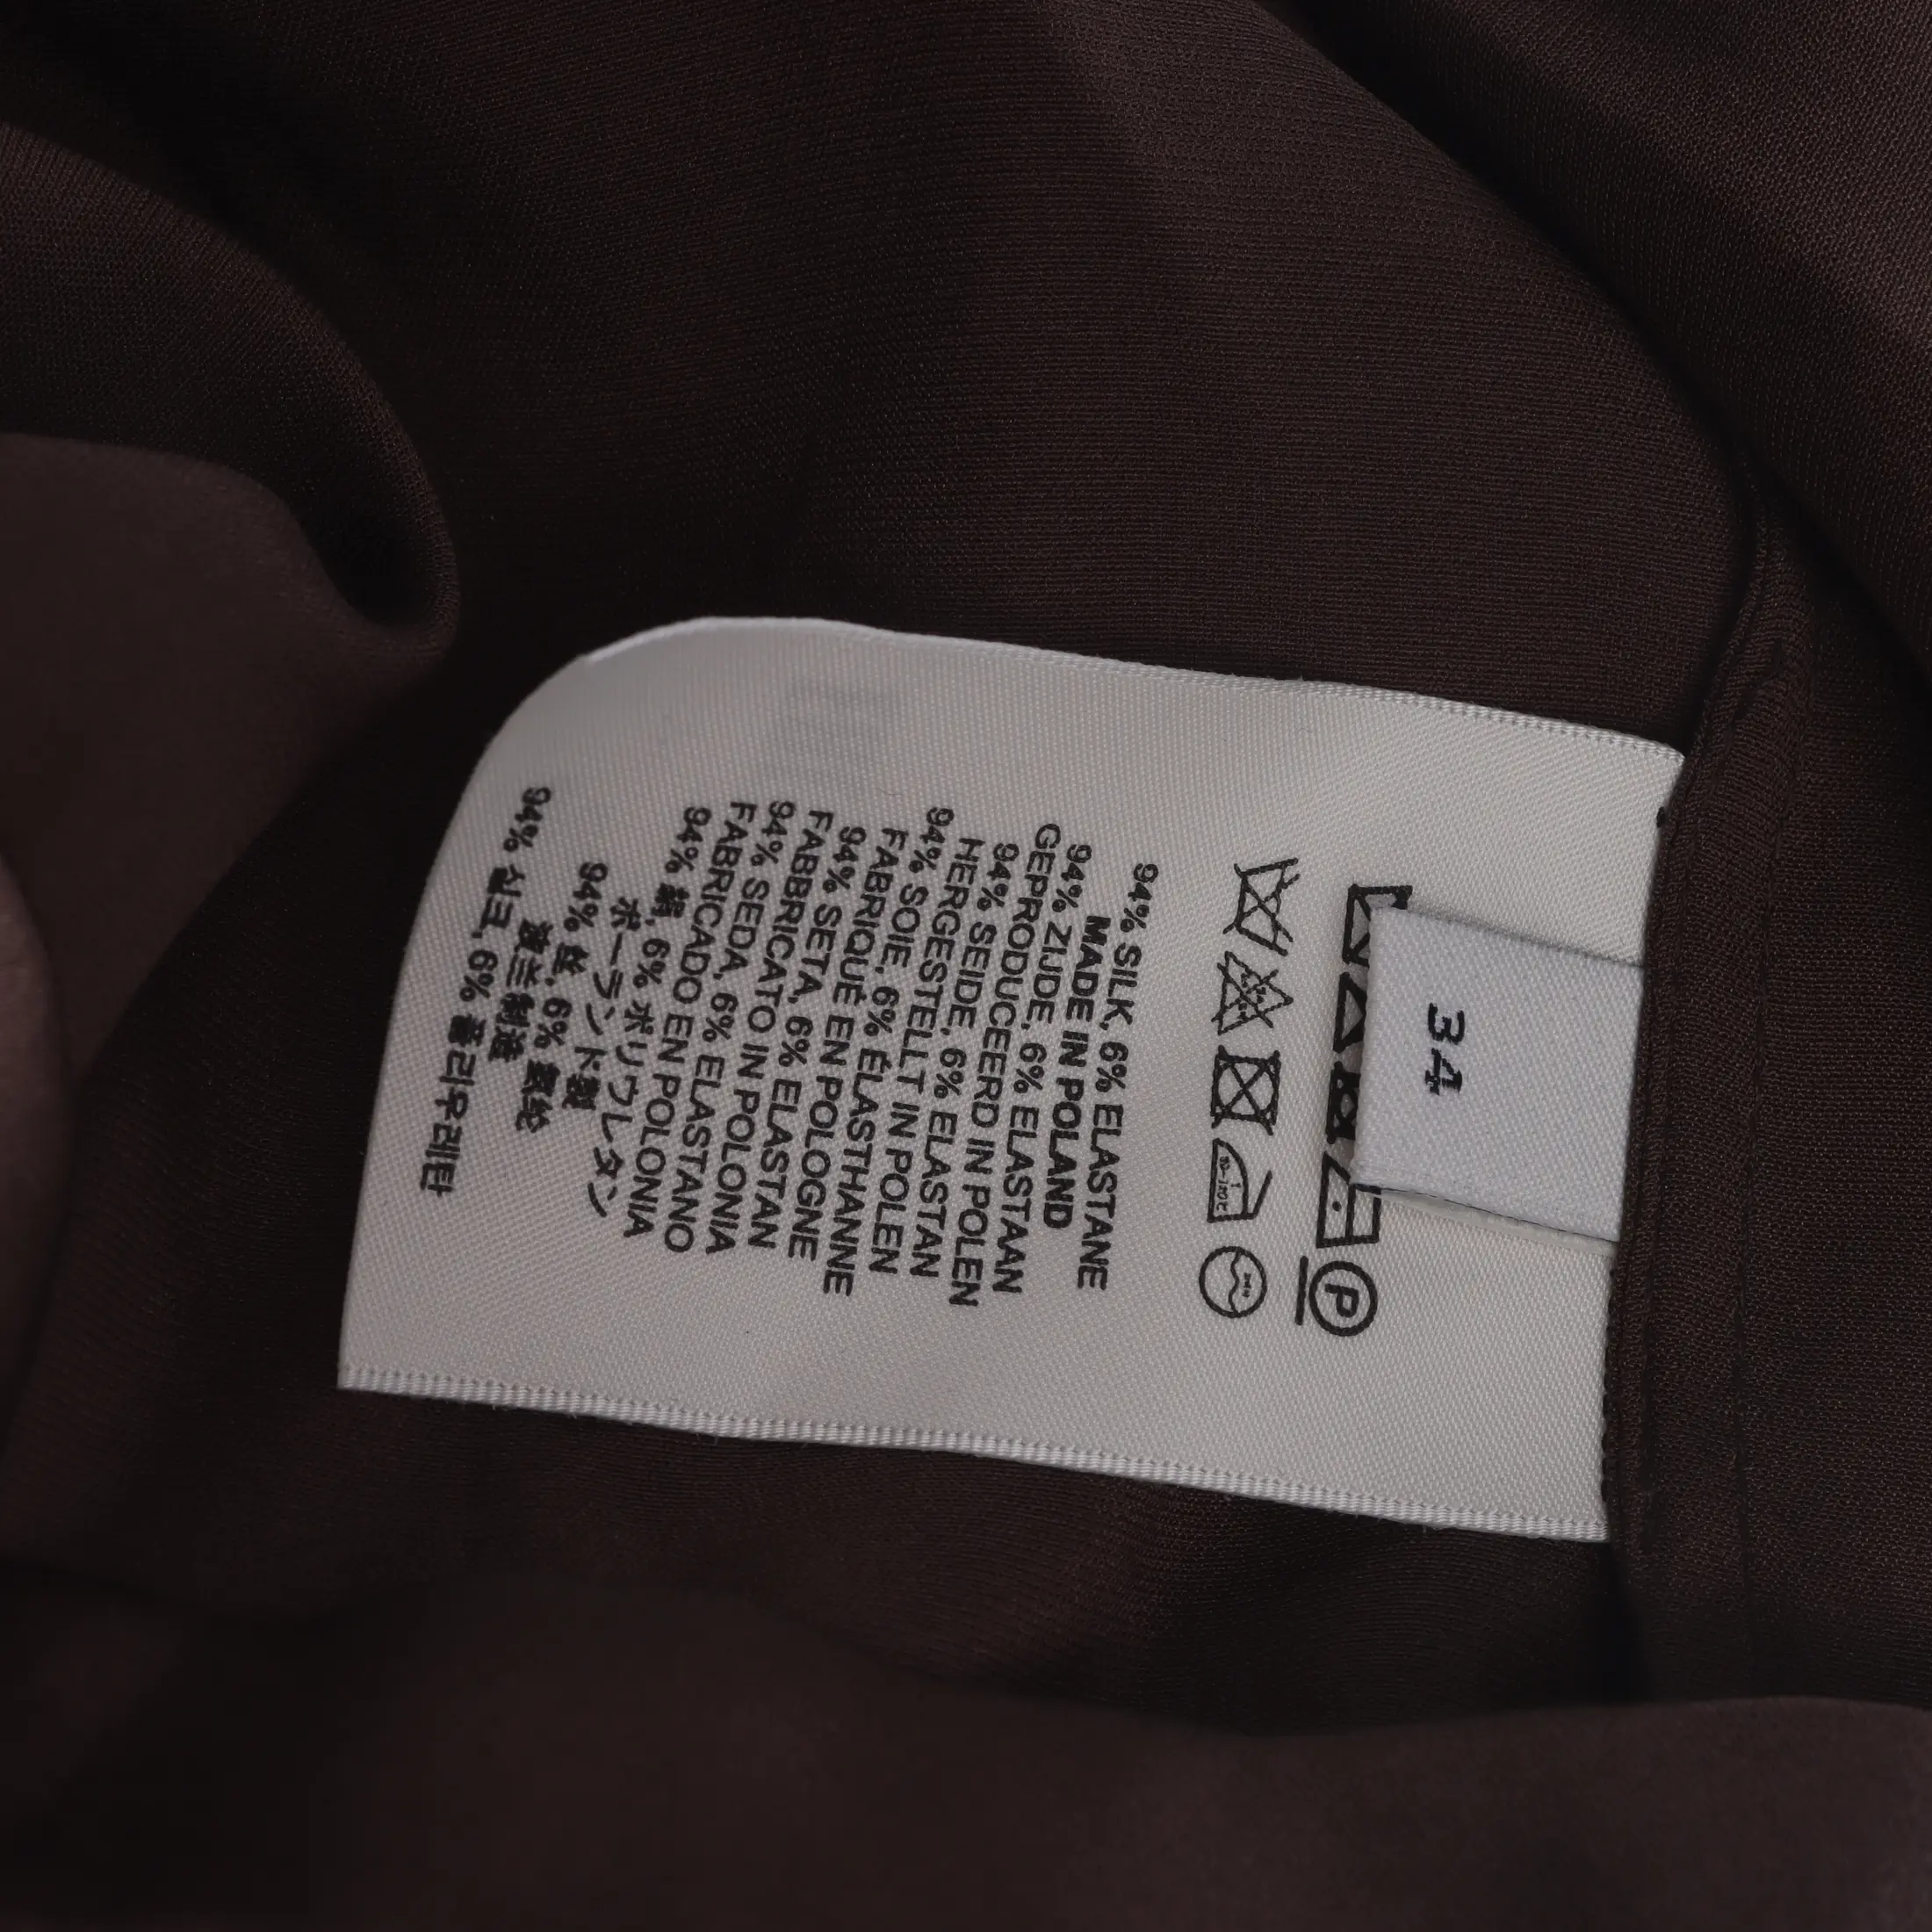 34
P
94% SILK, 6% ELASTANE
MADE IN POLAND
94% ZIJDE, 6% ELASTAAN
GEPRODUCEERD IN POLEN
94% SEIDE, 6% ELASTAN
HERGESTELLT IN POLEN
94% SOIE, 6% ÉLASTHANNE
FABRIQUÉ EN POLOGNE
94% SETA, 6% ELASTAN
FABBRICATO IN POLONIA
94% SEDA, 6% ELASTANO
FABRICADO EN POLONIA
94% 絹, 6% ポリウレタン
ポーランド製
94% 丝, 6% 氨纶
波兰制造
94% 실크, 6% 폴리우레탄